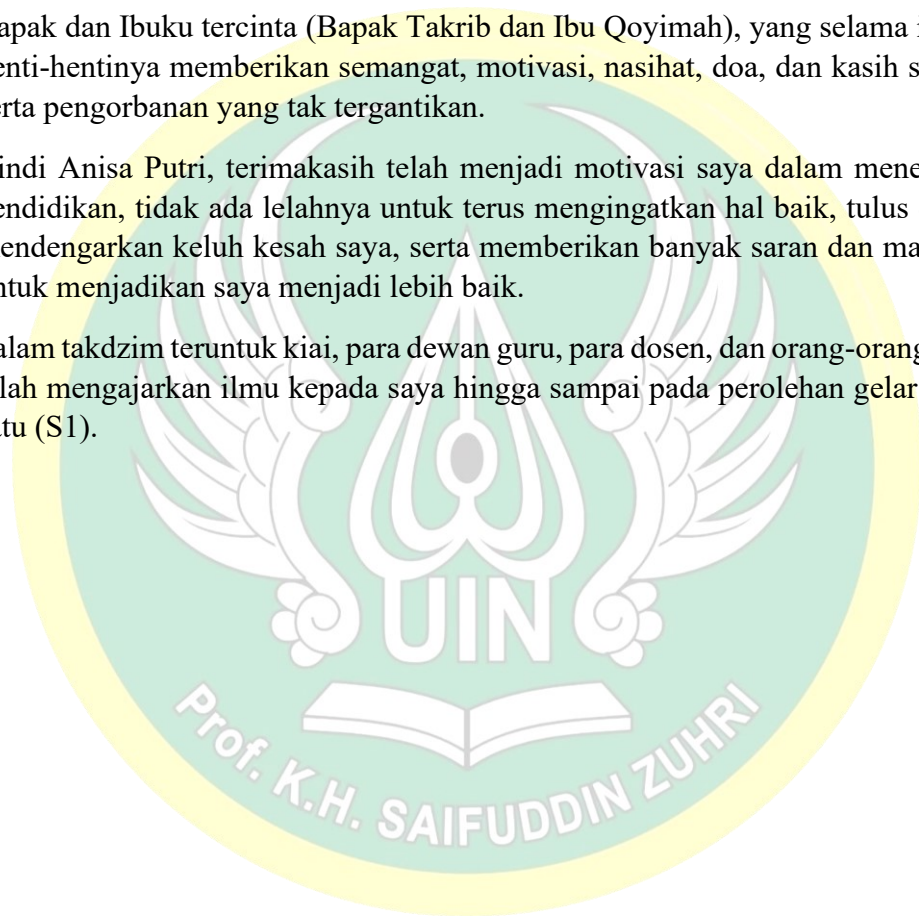 apak dan Ibuku tercinta (Bapak Takrib dan Ibu Qoyimah), yang selama
enti-hentinya memberikan semangat, motivasi, nasihat, doa, dan kasih s
erta pengorbanan yang tak tergantikan.
indi Anisa Putri, terimakasih telah menjadi motivasi saya dalam mene
endidikan, tidak ada lelahnya untuk terus mengingatkan hal baik, tulus
endengarkan keluh kesah saya, serta memberikan banyak saran dan ma
ntuk menjadikan saya menjadi lebih baik.
alam takdzim teruntuk kiai, para dewan guru, para dosen, dan orang-orang
lah mengajarkan ilmu kepada saya hingga sampai pada perolehan gelar
atu (S1).
UIN
Prof. K.H. SAIFUDDIN ZUHRI